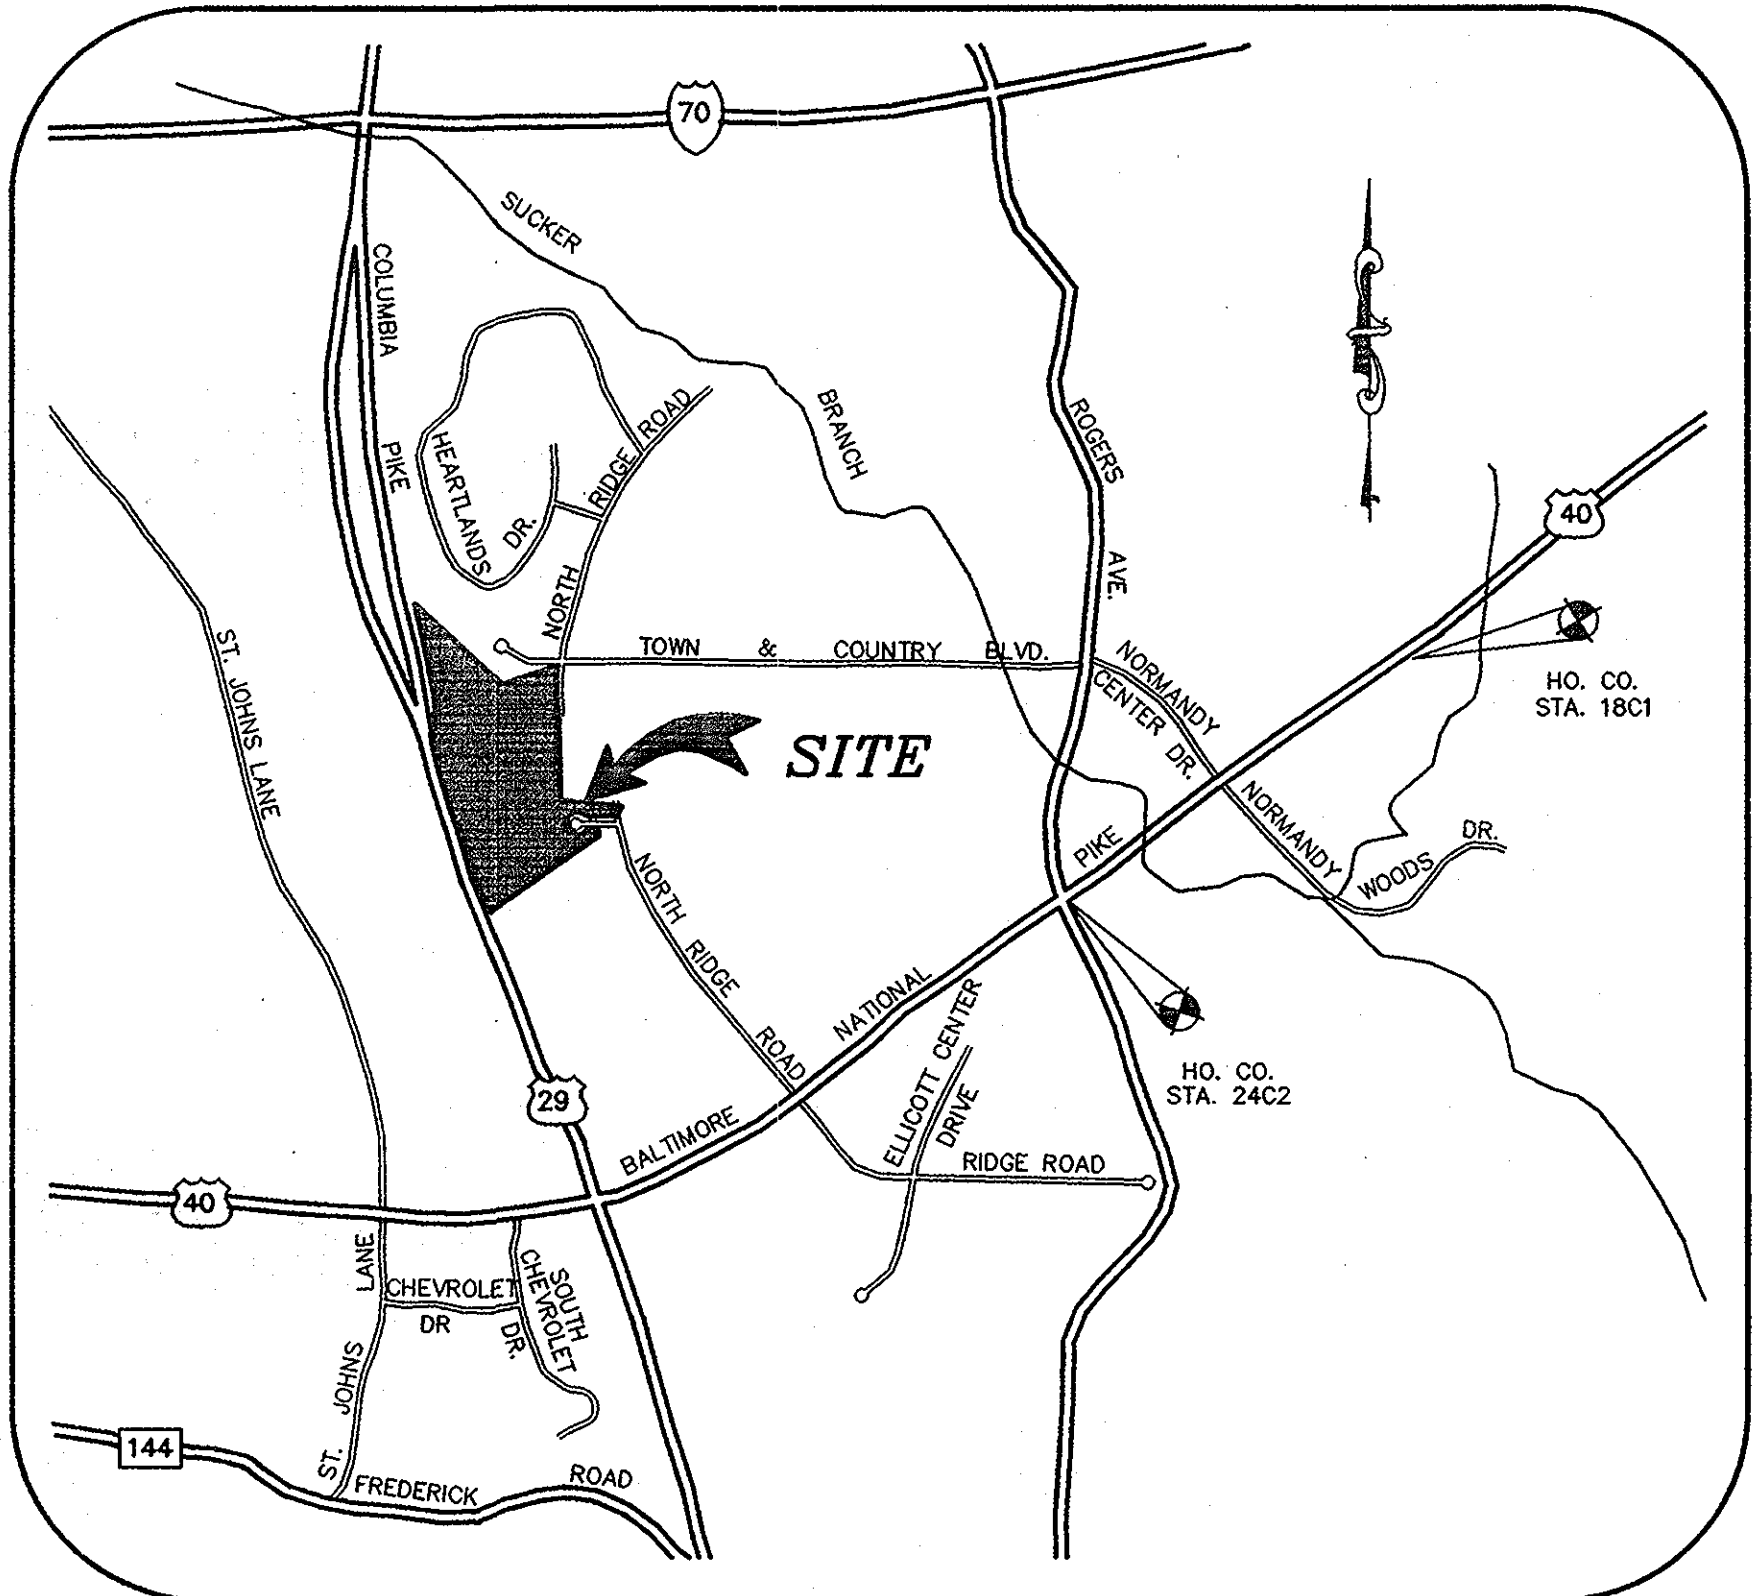 70
SUCKER
BRANCH
COLUMBIA
PIKE
HEARTLANDS
DR.
NORTH
RIDGE
ROAD
ROGERS
AVE.
40
ST. JOHNS LANE
TOWN & COUNTRY BLVD.
NORMANDY
CENTER DR.
HO. CO.
STA. 18C1
SITE
NORMANDY
WOODS
DR.
NORTH
RIDGE
ROAD
BALTIMORE
NATIONAL
PIKE
ELLICOTT CENTER
DRIVE
HO. CO.
STA. 24C2
29
RIDGE ROAD
40
ST. JOHNS LANE
CHEVROLET
DR
SOUTH
CHEVROLET
DR.
144
FREDERICK ROAD